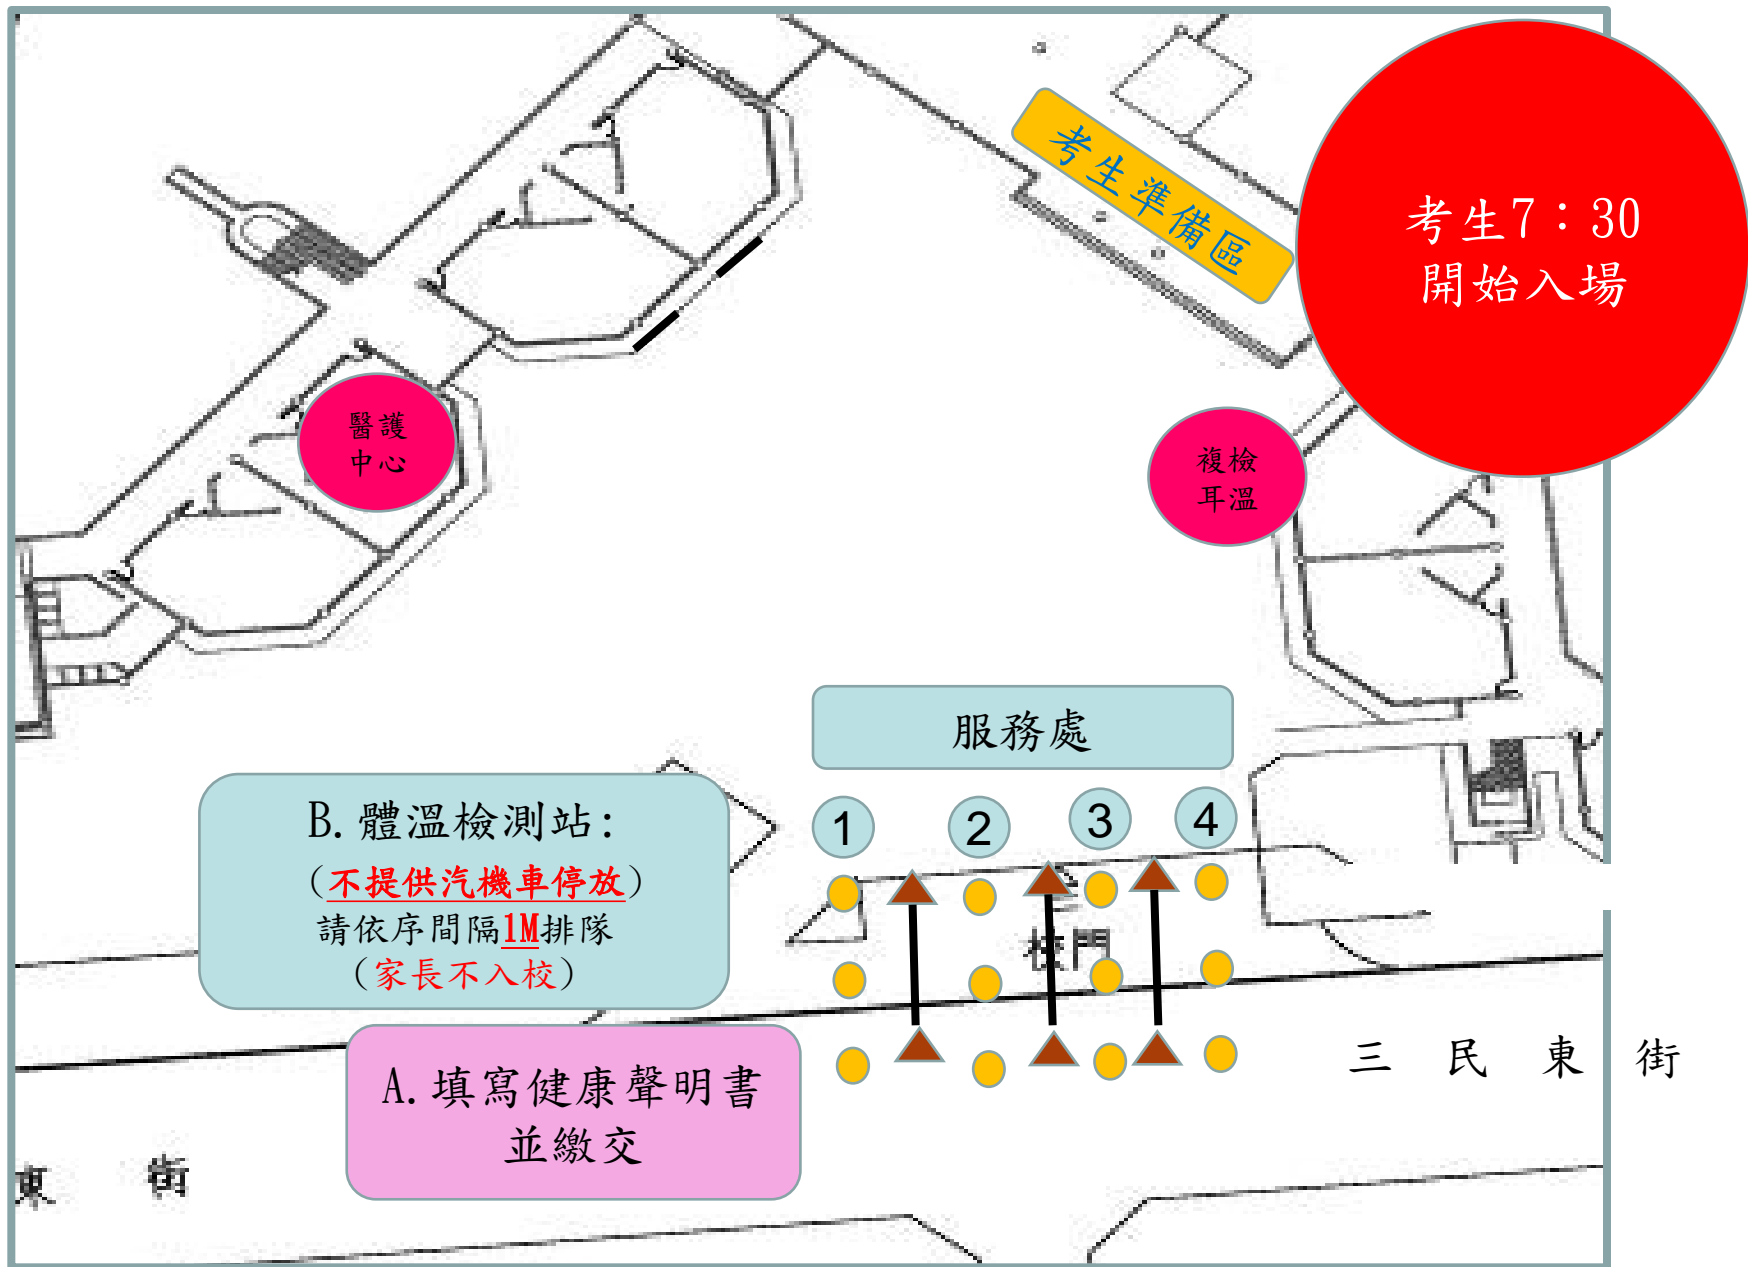 考生準備區
考生7：30
開始入場
醫護
中心
複檢
耳溫
服務處
1
2
3
4
B. 體溫檢測站：
（不提供汽機車停放）
請依序間隔1M排隊
（家長不入校）
校門
A. 填寫健康聲明書
並繳交
三民東街
東街